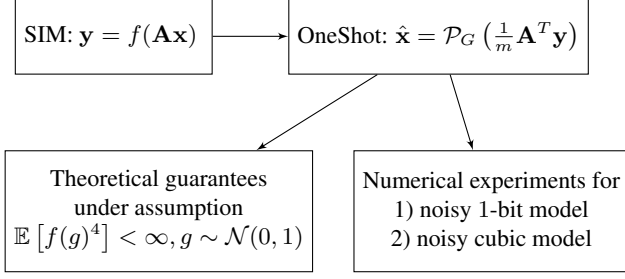 SIM: 𝐲 = f(𝐀𝐱)
OneShot: 𝐱̂ = 𝒫_G (1/m 𝐀^T 𝐲)
Theoretical guarantees
under assumption
𝔼 [f(g)^4] < ∞, g ∼ 𝒩(0, 1)
Numerical experiments for
1) noisy 1-bit model
2) noisy cubic model